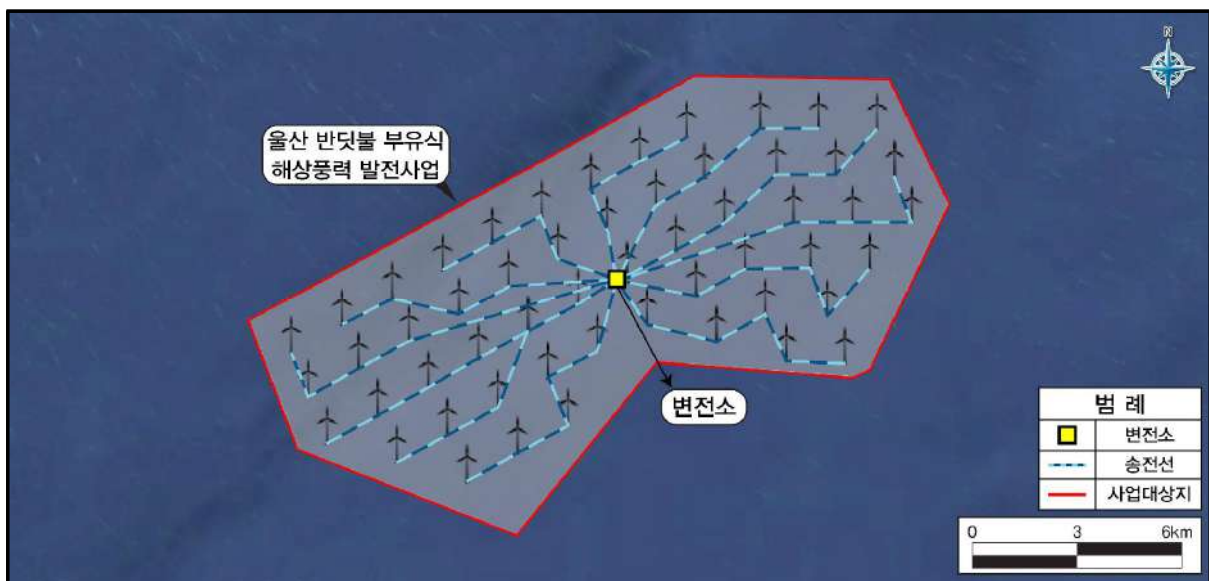 N
울산 반딧불 부유식
해상풍력 발전사업
변전소
범 례
변전소
송전선
사업대상지
0 3 6km